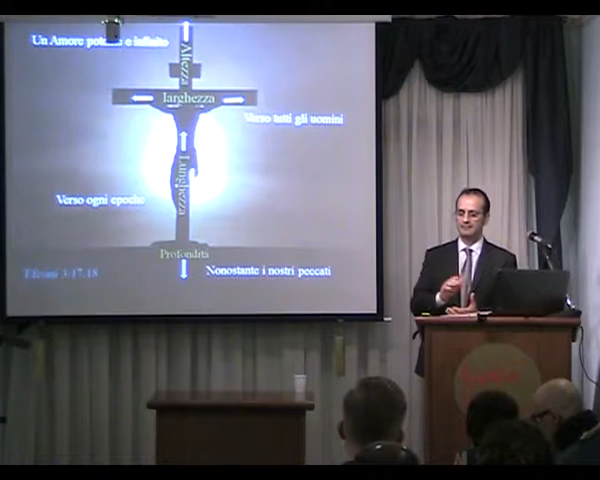 Un Amore potente e infinito
Altezza
larghezza
Verso tutti gli uomini
Lunghezza
Verso ogni epoche
Profondità
Efesini 3:17.18
Nonostante i nostri peccati